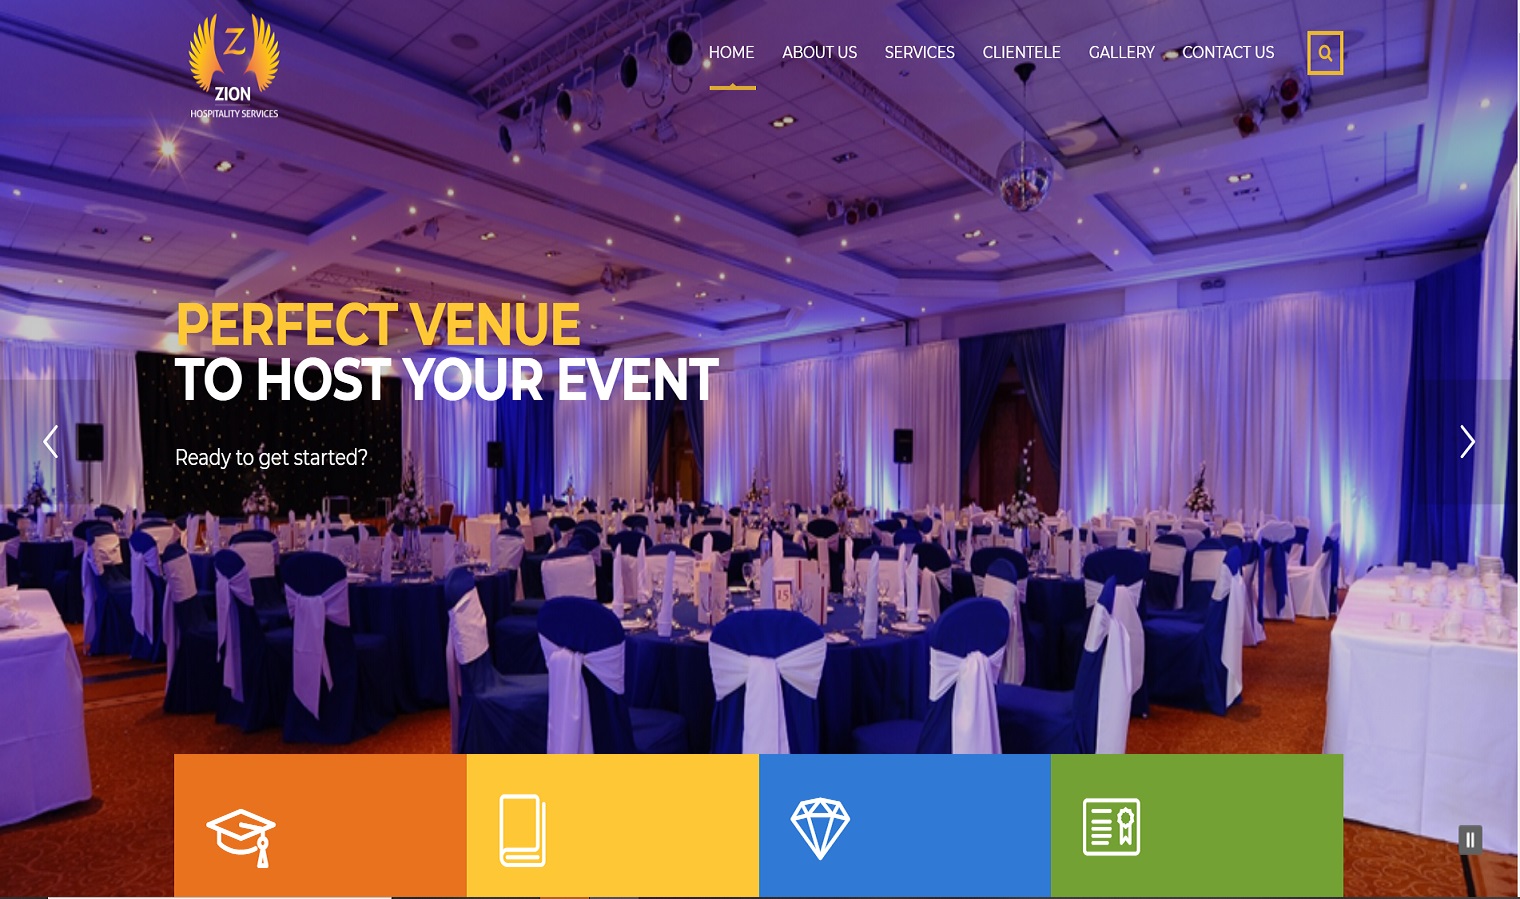 Z
ZION
HOSPITALITY SERVICES
HOME ABOUT US SERVICES CLIENTELE GALLERY CONTACT US
PERFECT VENUE
TO HOST YOUR EVENT
Ready to get started?
15